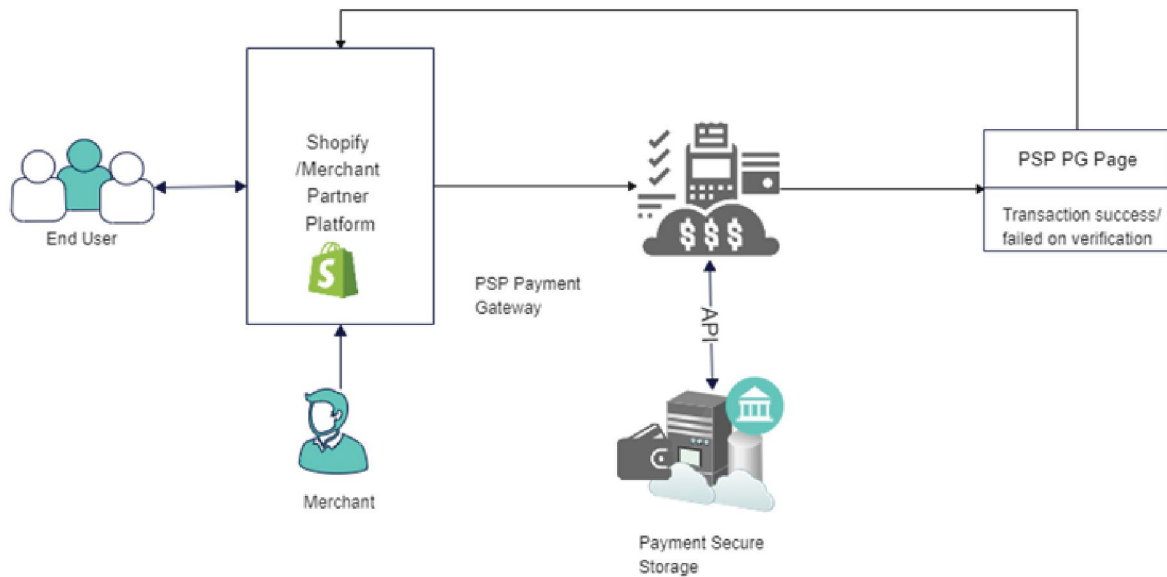 Shopify
/Merchant
Partner
Platform
End User
PSP Payment
Gateway
API
PSP PG Page
Transaction success/
failed on verification
Merchant
Payment Secure
Storage